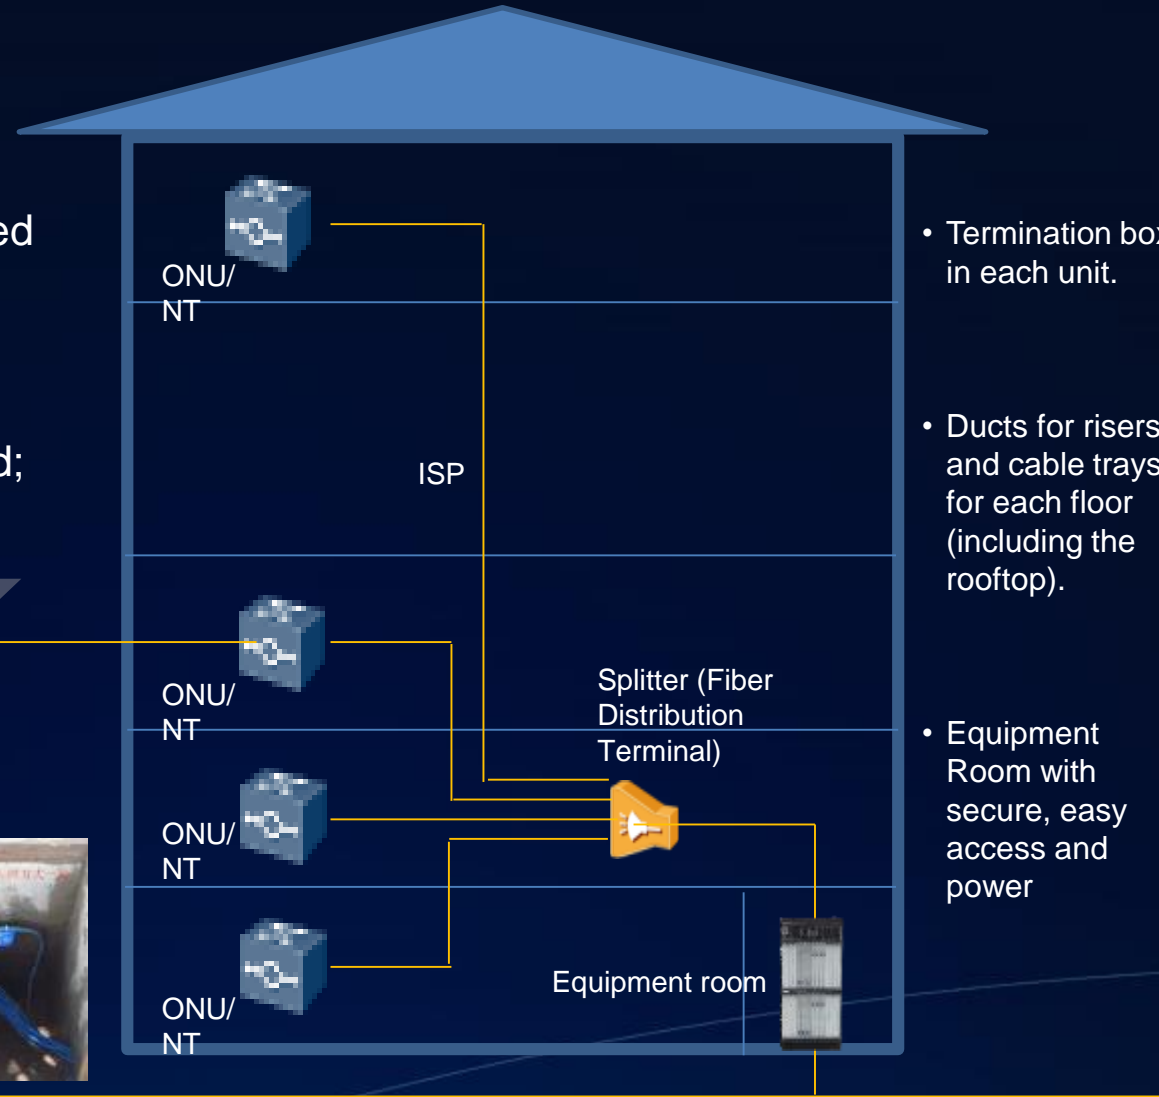 ed
d;
ONU/
NT
ISP
ONU/
NT
Splitter (Fiber
Distribution
Terminal)
ONU/
NT
ONU/
NT
Equipment room
• Termination box
in each unit.
• Ducts for risers
and cable trays
for each floor
(including the
rooftop).
• Equipment
Room with
secure, easy
access and
power